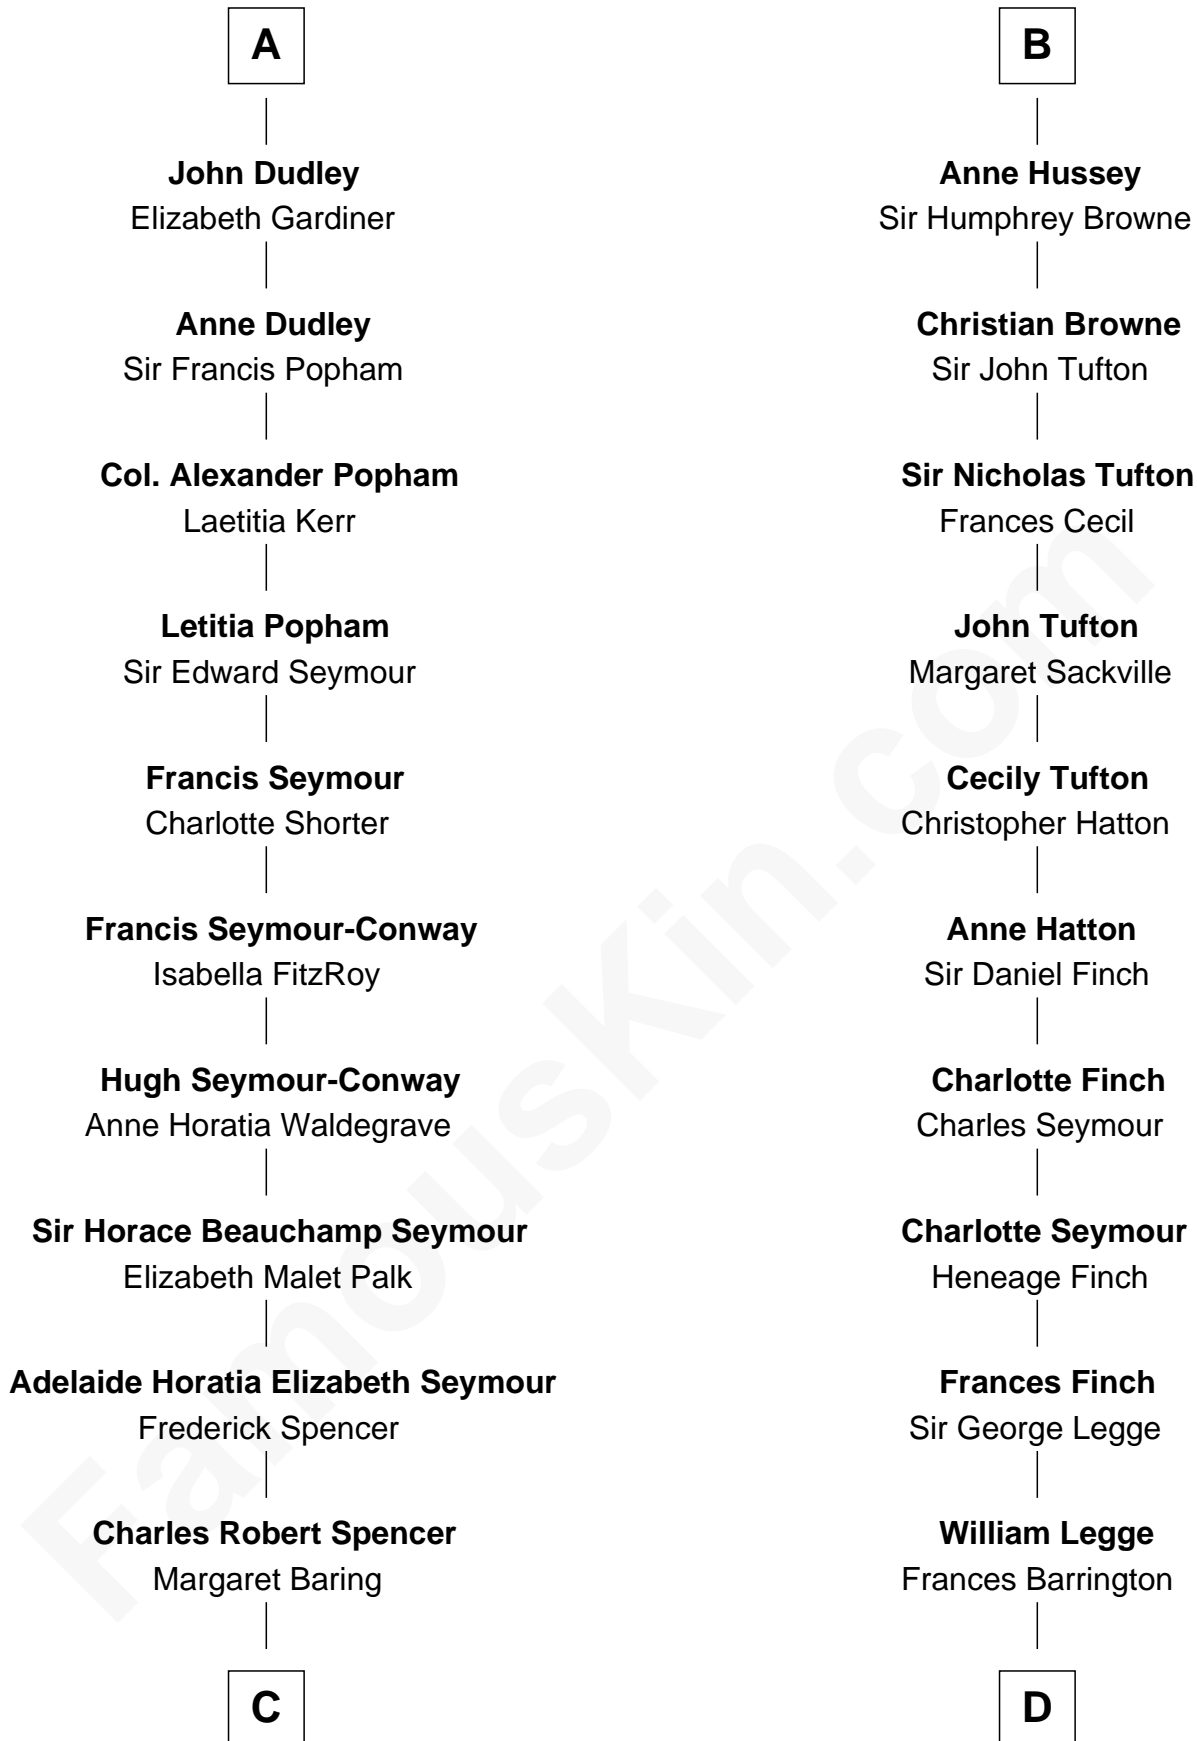 A
John Dudley
Elizabeth Gardiner
Anne Dudley
Sir Francis Popham
Col. Alexander Popham
Laetitia Kerr
Letitia Popham
Sir Edward Seymour
Francis Seymour
Charlotte Shorter
Francis Seymour-Conway
Isabella FitzRoy
Hugh Seymour-Conway
Anne Horatia Waldegrave
Sir Horace Beauchamp Seymour
Elizabeth Malet Palk
Adelaide Horatia Elizabeth Seymour
Frederick Spencer
Charles Robert Spencer
Margaret Baring
C
B
Anne Hussey
Sir Humphrey Browne
Christian Browne
Sir John Tufton
Sir Nicholas Tufton
Frances Cecil
John Tufton
Margaret Sackville
Cecily Tufton
Christopher Hatton
Anne Hatton
Sir Daniel Finch
Charlotte Finch
Charles Seymour
Charlotte Seymour
Heneage Finch
Frances Finch
Sir George Legge
William Legge
Frances Barrington
D
FamousKin.com